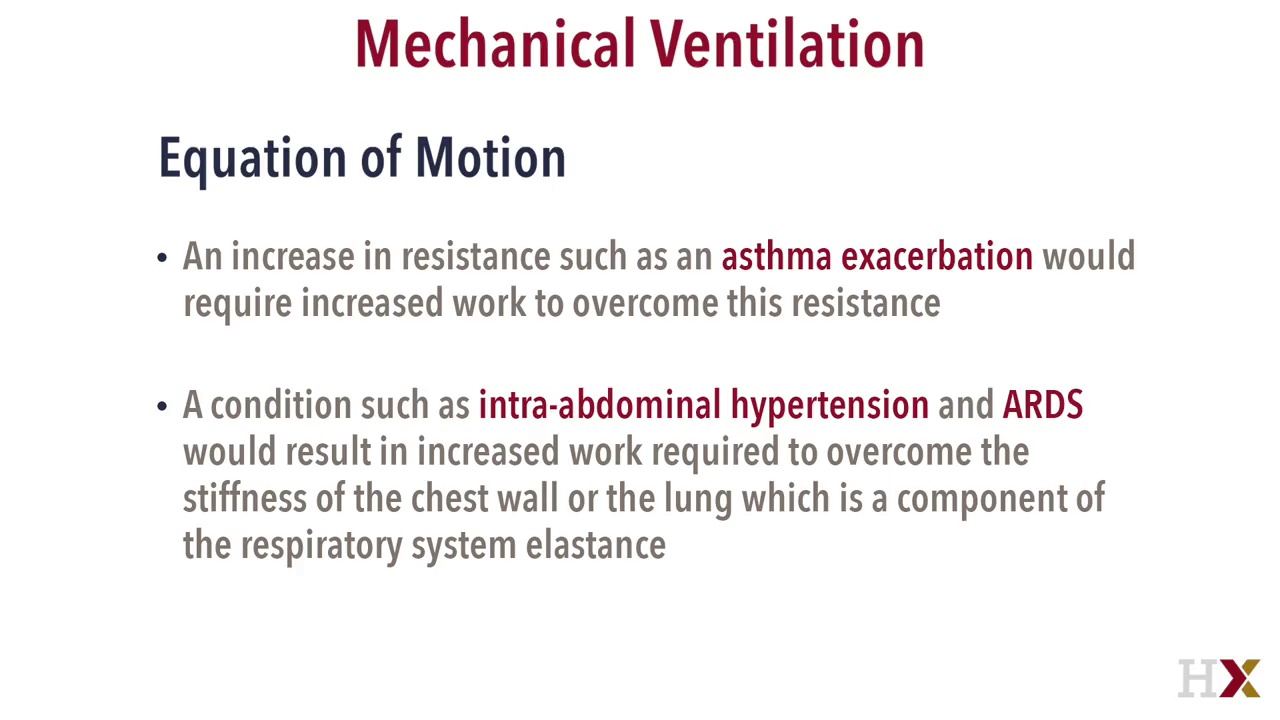 Mechanical Ventilation
Equation of Motion
• An increase in resistance such as an asthma exacerbation would
require increased work to overcome this resistance
• A condition such as intra-abdominal hypertension and ARDS
would result in increased work required to overcome the
stiffness of the chest wall or the lung which is a component of
the respiratory system elastance
HX